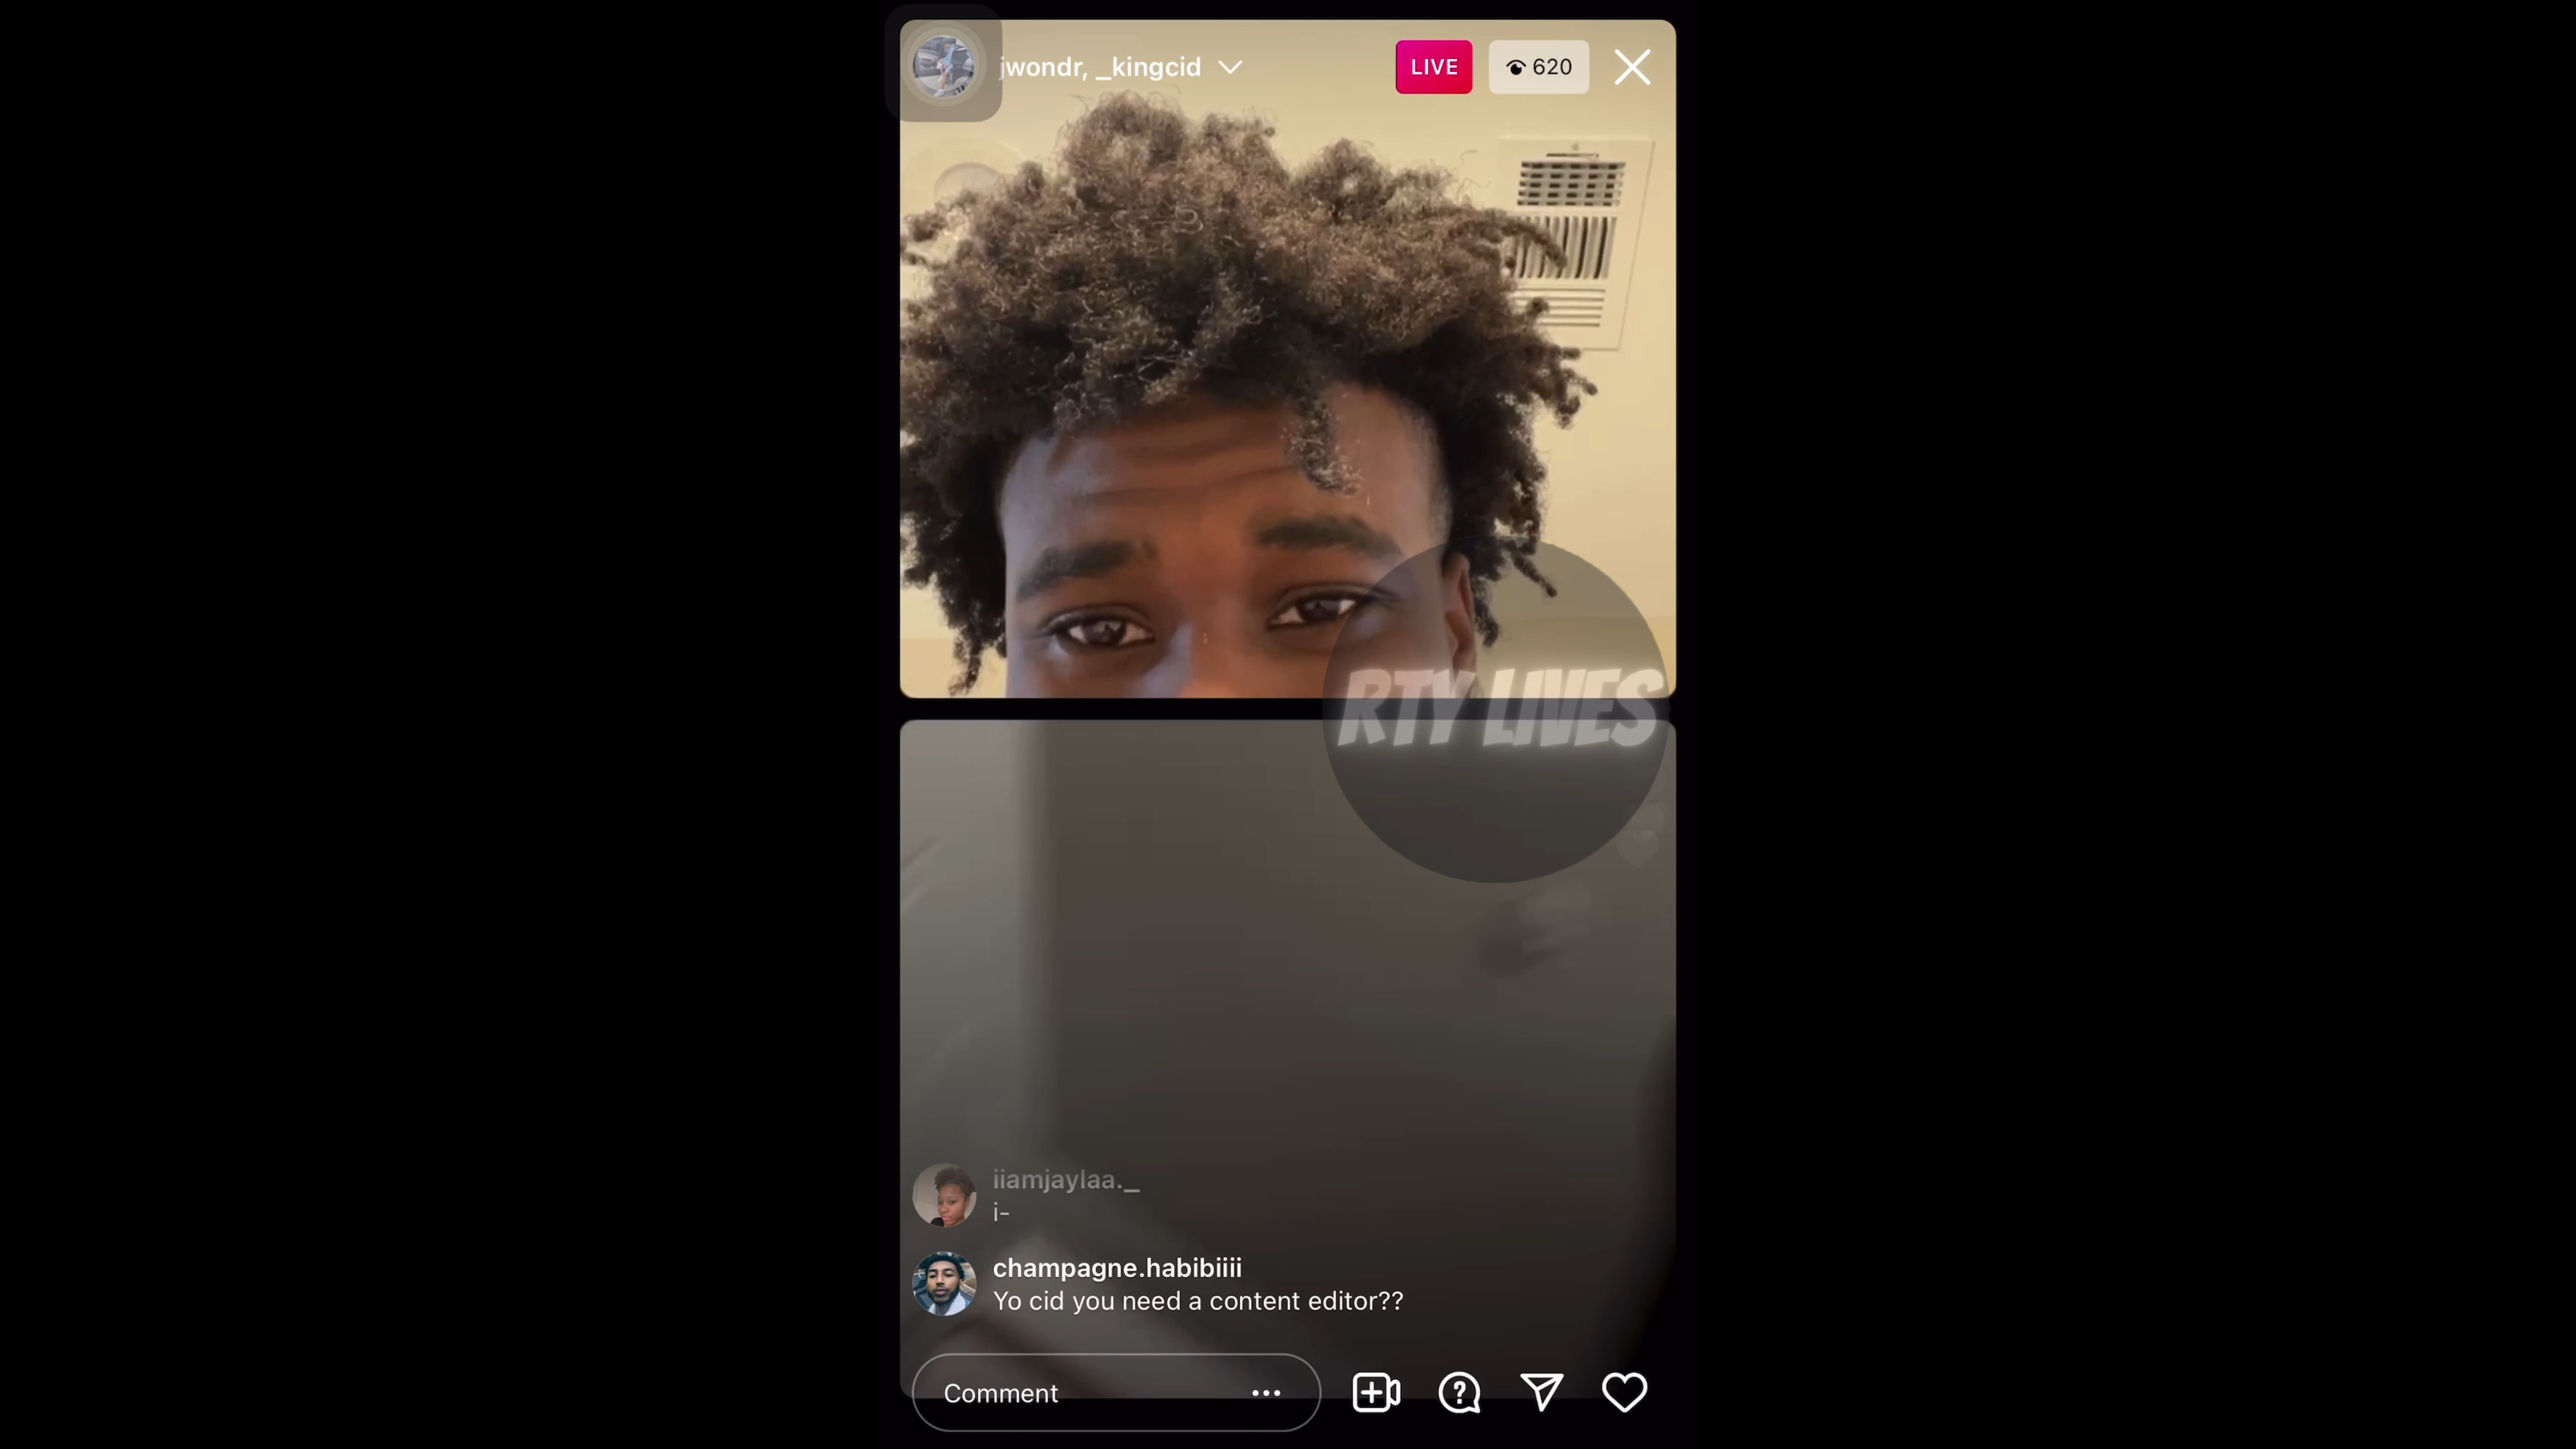 jwondr, _kingcid
LIVE
620
RTY LIVES
iiamjaylaa._
i-
champagne.habibiiii
Yo cid you need a content editor??
Comment